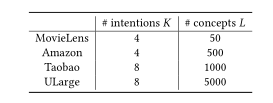 # intentions K # concepts L
MovieLens 4 50
Amazon 4 500
Taobao 8 1000
ULarge 8 5000